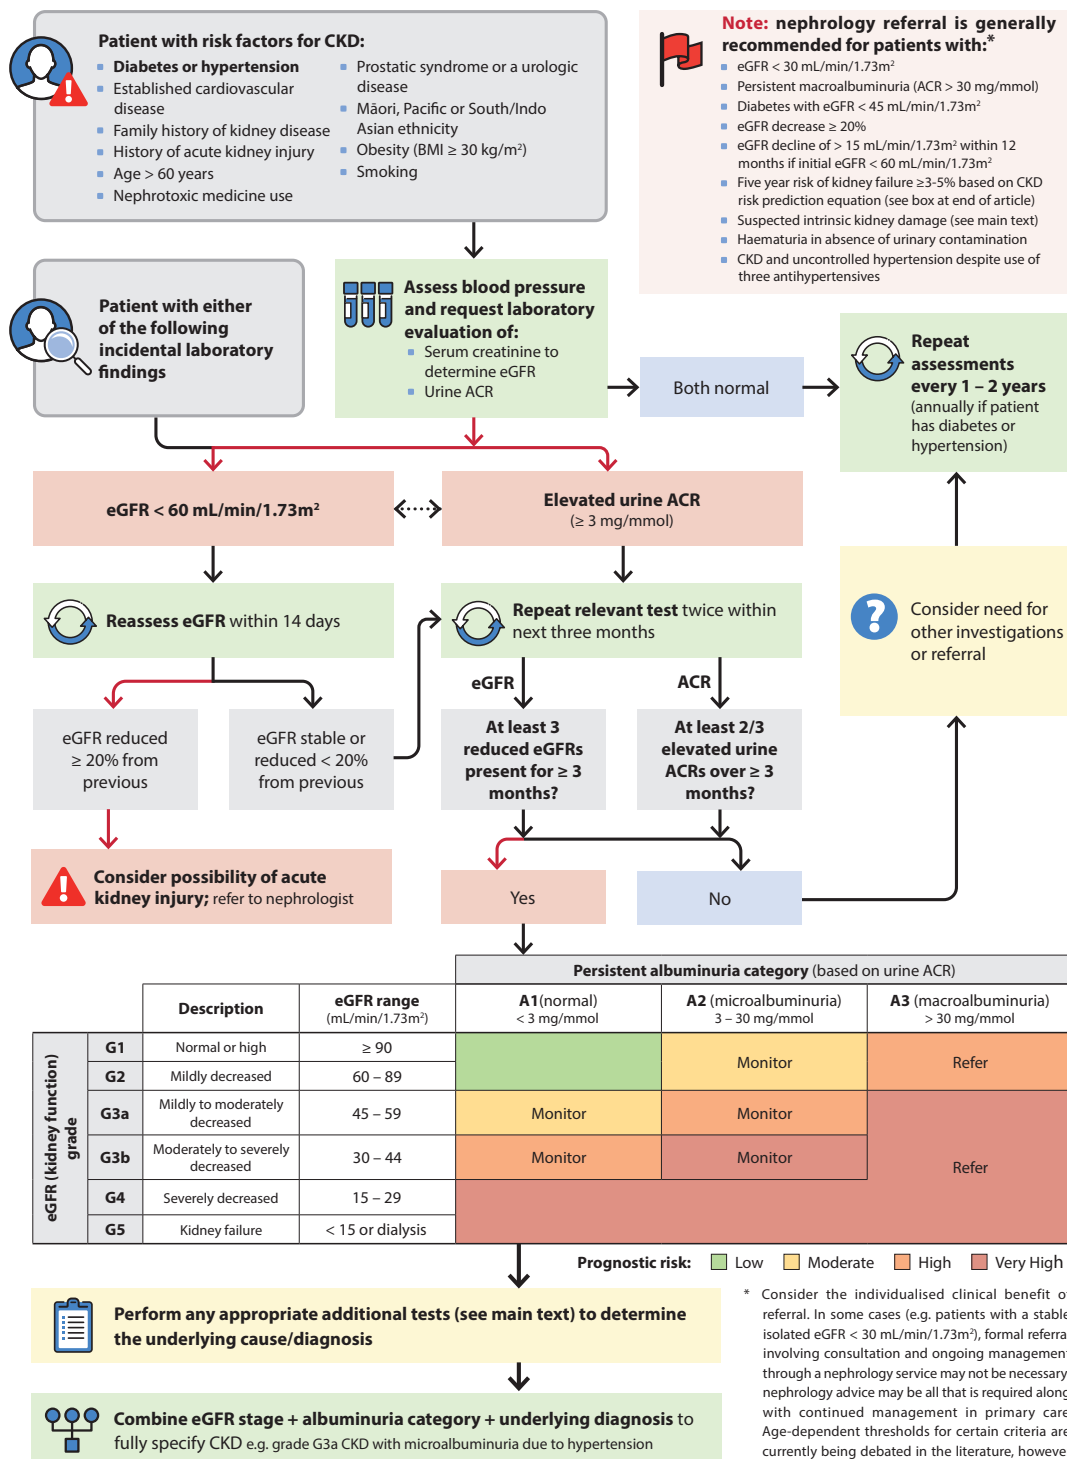 Patient with risk factors for CKD:
Diabetes or hypertension
Established cardiovascular
disease
Family history of kidney disease
History of acute kidney injury
Age > 60 years
Nephrotoxic medicine use
Prostatic syndrome or a urologic
disease
Māori, Pacific or South/Indo
Asian ethnicity
Obesity (BMI ≥ 30 kg/m²)
Smoking
Note: nephrology referral is generally
recommended for patients with:*
eGFR < 30 mL/min/1.73m²
Persistent macroalbuminuria (ACR > 30 mg/mmol)
Diabetes with eGFR < 45 mL/min/1.73m²
eGFR decrease ≥ 20%
eGFR decline of > 15 mL/min/1.73m² within 12
months if initial eGFR < 60 mL/min/1.73m²
Five year risk of kidney failure ≥3-5% based on CKD
risk prediction equation (see box at end of article)
Suspected intrinsic kidney damage (see main text)
Haematuria in absence of urinary contamination
CKD and uncontrolled hypertension despite use of
three antihypertensives
Patient with either
of the following
incidental laboratory
findings
Assess blood pressure
and request laboratory
evaluation of:
Serum creatinine to
determine eGFR
Urine ACR
Both normal
Repeat
assessments
every 1 – 2 years
(annually if patient
has diabetes or
hypertension)
eGFR < 60 mL/min/1.73m²
Elevated urine ACR
(≥ 3 mg/mmol)
Reassess eGFR within 14 days
Repeat relevant test twice within
next three months
Consider need for
other investigations
or referral
?
eGFR
ACR
eGFR reduced
≥ 20% from
previous
eGFR stable or
reduced < 20%
from previous
At least 3
reduced eGFRs
present for ≥ 3
months?
At least 2/3
elevated urine
ACRs over ≥ 3
months?
Consider possibility of acute
kidney injury; refer to nephrologist
Yes
No
Persistent albuminuria category (based on urine ACR)
Description
eGFR range
(mL/min/1.73m²)
A1(normal)
< 3 mg/mmol
A2 (microalbuminuria)
3 – 30 mg/mmol
A3 (macroalbuminuria)
> 30 mg/mmol
eGFR (kidney function)
grade
G1 Normal or high ≥ 90
G2 Mildly decreased 60 – 89
Monitor
Refer
G3a Mildly to moderately
decreased 45 – 59 Monitor Monitor
G3b Moderately to severely
decreased 30 – 44 Monitor Monitor
Refer
G4 Severely decreased 15 – 29
G5 Kidney failure < 15 or dialysis
Prognostic risk: Low Moderate High Very High
Perform any appropriate additional tests (see main text) to determine
the underlying cause/diagnosis
Combine eGFR stage + albuminuria category + underlying diagnosis to
fully specify CKD e.g. grade G3a CKD with microalbuminuria due to hypertension
* Consider the individualised clinical benefit of
referral. In some cases (e.g. patients with a stable
isolated eGFR < 30 mL/min/1.73m²), formal referral
involving consultation and ongoing management
through a nephrology service may not be necessary;
nephrology advice may be all that is required along
with continued management in primary care.
Age-dependent thresholds for certain criteria are
currently being debated in the literature, however